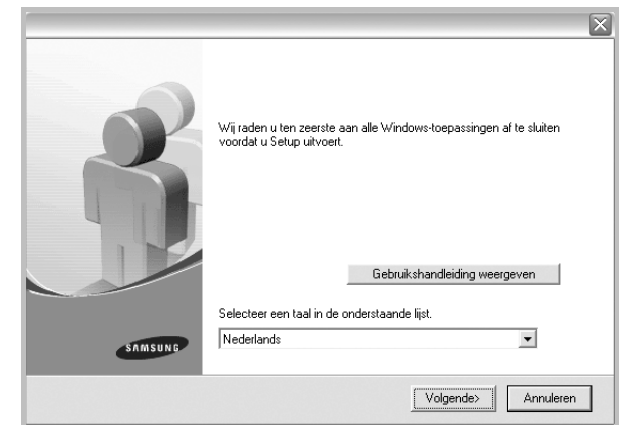 Wij raden u ten zeerste aan alle Windows-toepassingen af te sluiten
voordat u Setup uitvoert.
Gebruikshandleiding weergeven
Selecteer een taal in de onderstaande lijst.
Nederlands
SAMSUNG
Volgende>
Annuleren